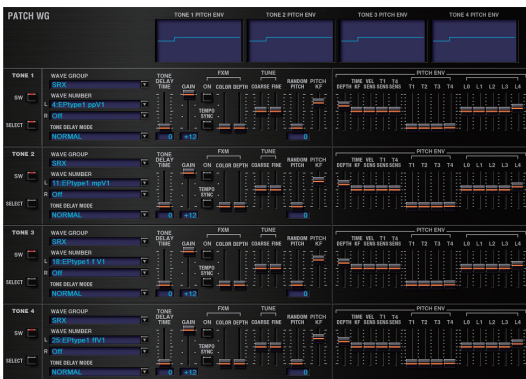 PATCH WG
TONE 1 PITCH ENV
TONE 2 PITCH ENV
TONE 3 PITCH ENV
TONE 4 PITCH ENV
TONE 1
SW
SELECT
WAVE GROUP
SRX
WAVE NUMBER
L 4:EPtype1 ppV1
R Off
TONE DELAY MODE
NORMAL
TONE DELAY TIME
0
GAIN
+12
FXM
ON COLOR DEPTH
TEMPO SYNC
TUNE
COARSE FINE
RANDOM PITCH
0
PITCH KF
PITCH ENV
DEPTH TIME KF VEL SENS T1 SENS T4 SENS T1 T2 T3 T4 L0 L1 L2 L3 L4
TONE 2
SW
SELECT
WAVE GROUP
SRX
WAVE NUMBER
L 11:EPtype1 mpV1
R Off
TONE DELAY MODE
NORMAL
TONE DELAY TIME
0
GAIN
+12
FXM
ON COLOR DEPTH
TEMPO SYNC
TUNE
COARSE FINE
RANDOM PITCH
0
PITCH KF
PITCH ENV
DEPTH TIME KF VEL SENS T1 SENS T4 SENS T1 T2 T3 T4 L0 L1 L2 L3 L4
TONE 3
SW
SELECT
WAVE GROUP
SRX
WAVE NUMBER
L 18:EPtype1 f V1
R Off
TONE DELAY MODE
NORMAL
TONE DELAY TIME
0
GAIN
+12
FXM
ON COLOR DEPTH
TEMPO SYNC
TUNE
COARSE FINE
RANDOM PITCH
0
PITCH KF
PITCH ENV
DEPTH TIME KF VEL SENS T1 SENS T4 SENS T1 T2 T3 T4 L0 L1 L2 L3 L4
TONE 4
SW
SELECT
WAVE GROUP
SRX
WAVE NUMBER
L 25:EPtype1 ffV1
R Off
TONE DELAY MODE
NORMAL
TONE DELAY TIME
0
GAIN
+12
FXM
ON COLOR DEPTH
TEMPO SYNC
TUNE
COARSE FINE
RANDOM PITCH
0
PITCH KF
PITCH ENV
DEPTH TIME KF VEL SENS T1 SENS T4 SENS T1 T2 T3 T4 L0 L1 L2 L3 L4